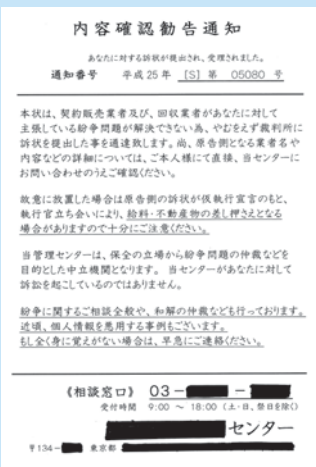 内容確認勧告通知
あなたに対する訴状が提出され、受理されました。
通知番号 平成25年 [S] 第 05080 号
本状は、契約販売業者及び、回収業者があなたに対して
主張している紛争問題が解決できない為、やむをえず裁判所に
訴状を提出した事を通達致します。尚、原告側となる業者名や
内容などの詳細については、ご本人様にて直接、当センターに
お問い合わせのうえご確認ください。
故意に放置した場合は原告側の訴状が仮執行宣言のもと、
執行官立ち会いにより、給料・不動産物の差し押さえとなる
場合がありますので十分にご注意ください。
当管理センターは、保全の立場から紛争問題の仲裁などを
目的とした中立機関となります。 当センターがあなたに対して
訴訟を起こしているのではありません。
紛争に関するご相談全般や、和解の仲裁なども行っております。
近頃、個人情報を悪用する事例もございます。
もし全く身に覚えがない場合は、早急にご連絡ください。
《相談窓口》 03- -
受付時間 9:00 ~ 18:00 (土・日、祭日を除く)
センター
〒134- 東京都